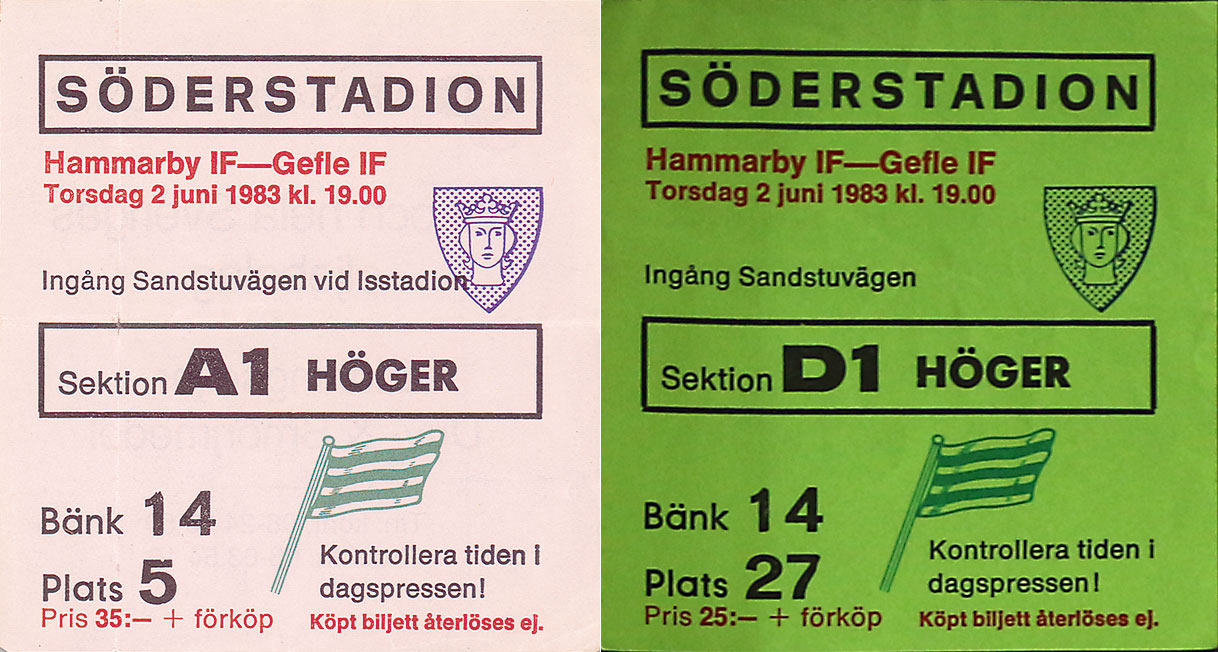 SÖDERSTADION
Hammarby IF—Gefle IF
Torsdag 2 juni 1983 kl. 19.00
Ingång Sandstuvägen vid Isstadion
Sektion A1 HÖGER
Bänk 14
Plats 5
Kontrollera tiden i
dagspressen!
Pris 35:— + förköp
Köpt biljett återlöses ej.
SÖDERSTADION
Hammarby IF—Gefle IF
Torsdag 2 juni 1983 kl. 19.00
Ingång Sandstuvägen
Sektion D1 HÖGER
Bänk 14
Plats 27
Kontrollera tiden i
dagspressen!
Pris 25:— + förköp
Köpt biljett återlöses ej.